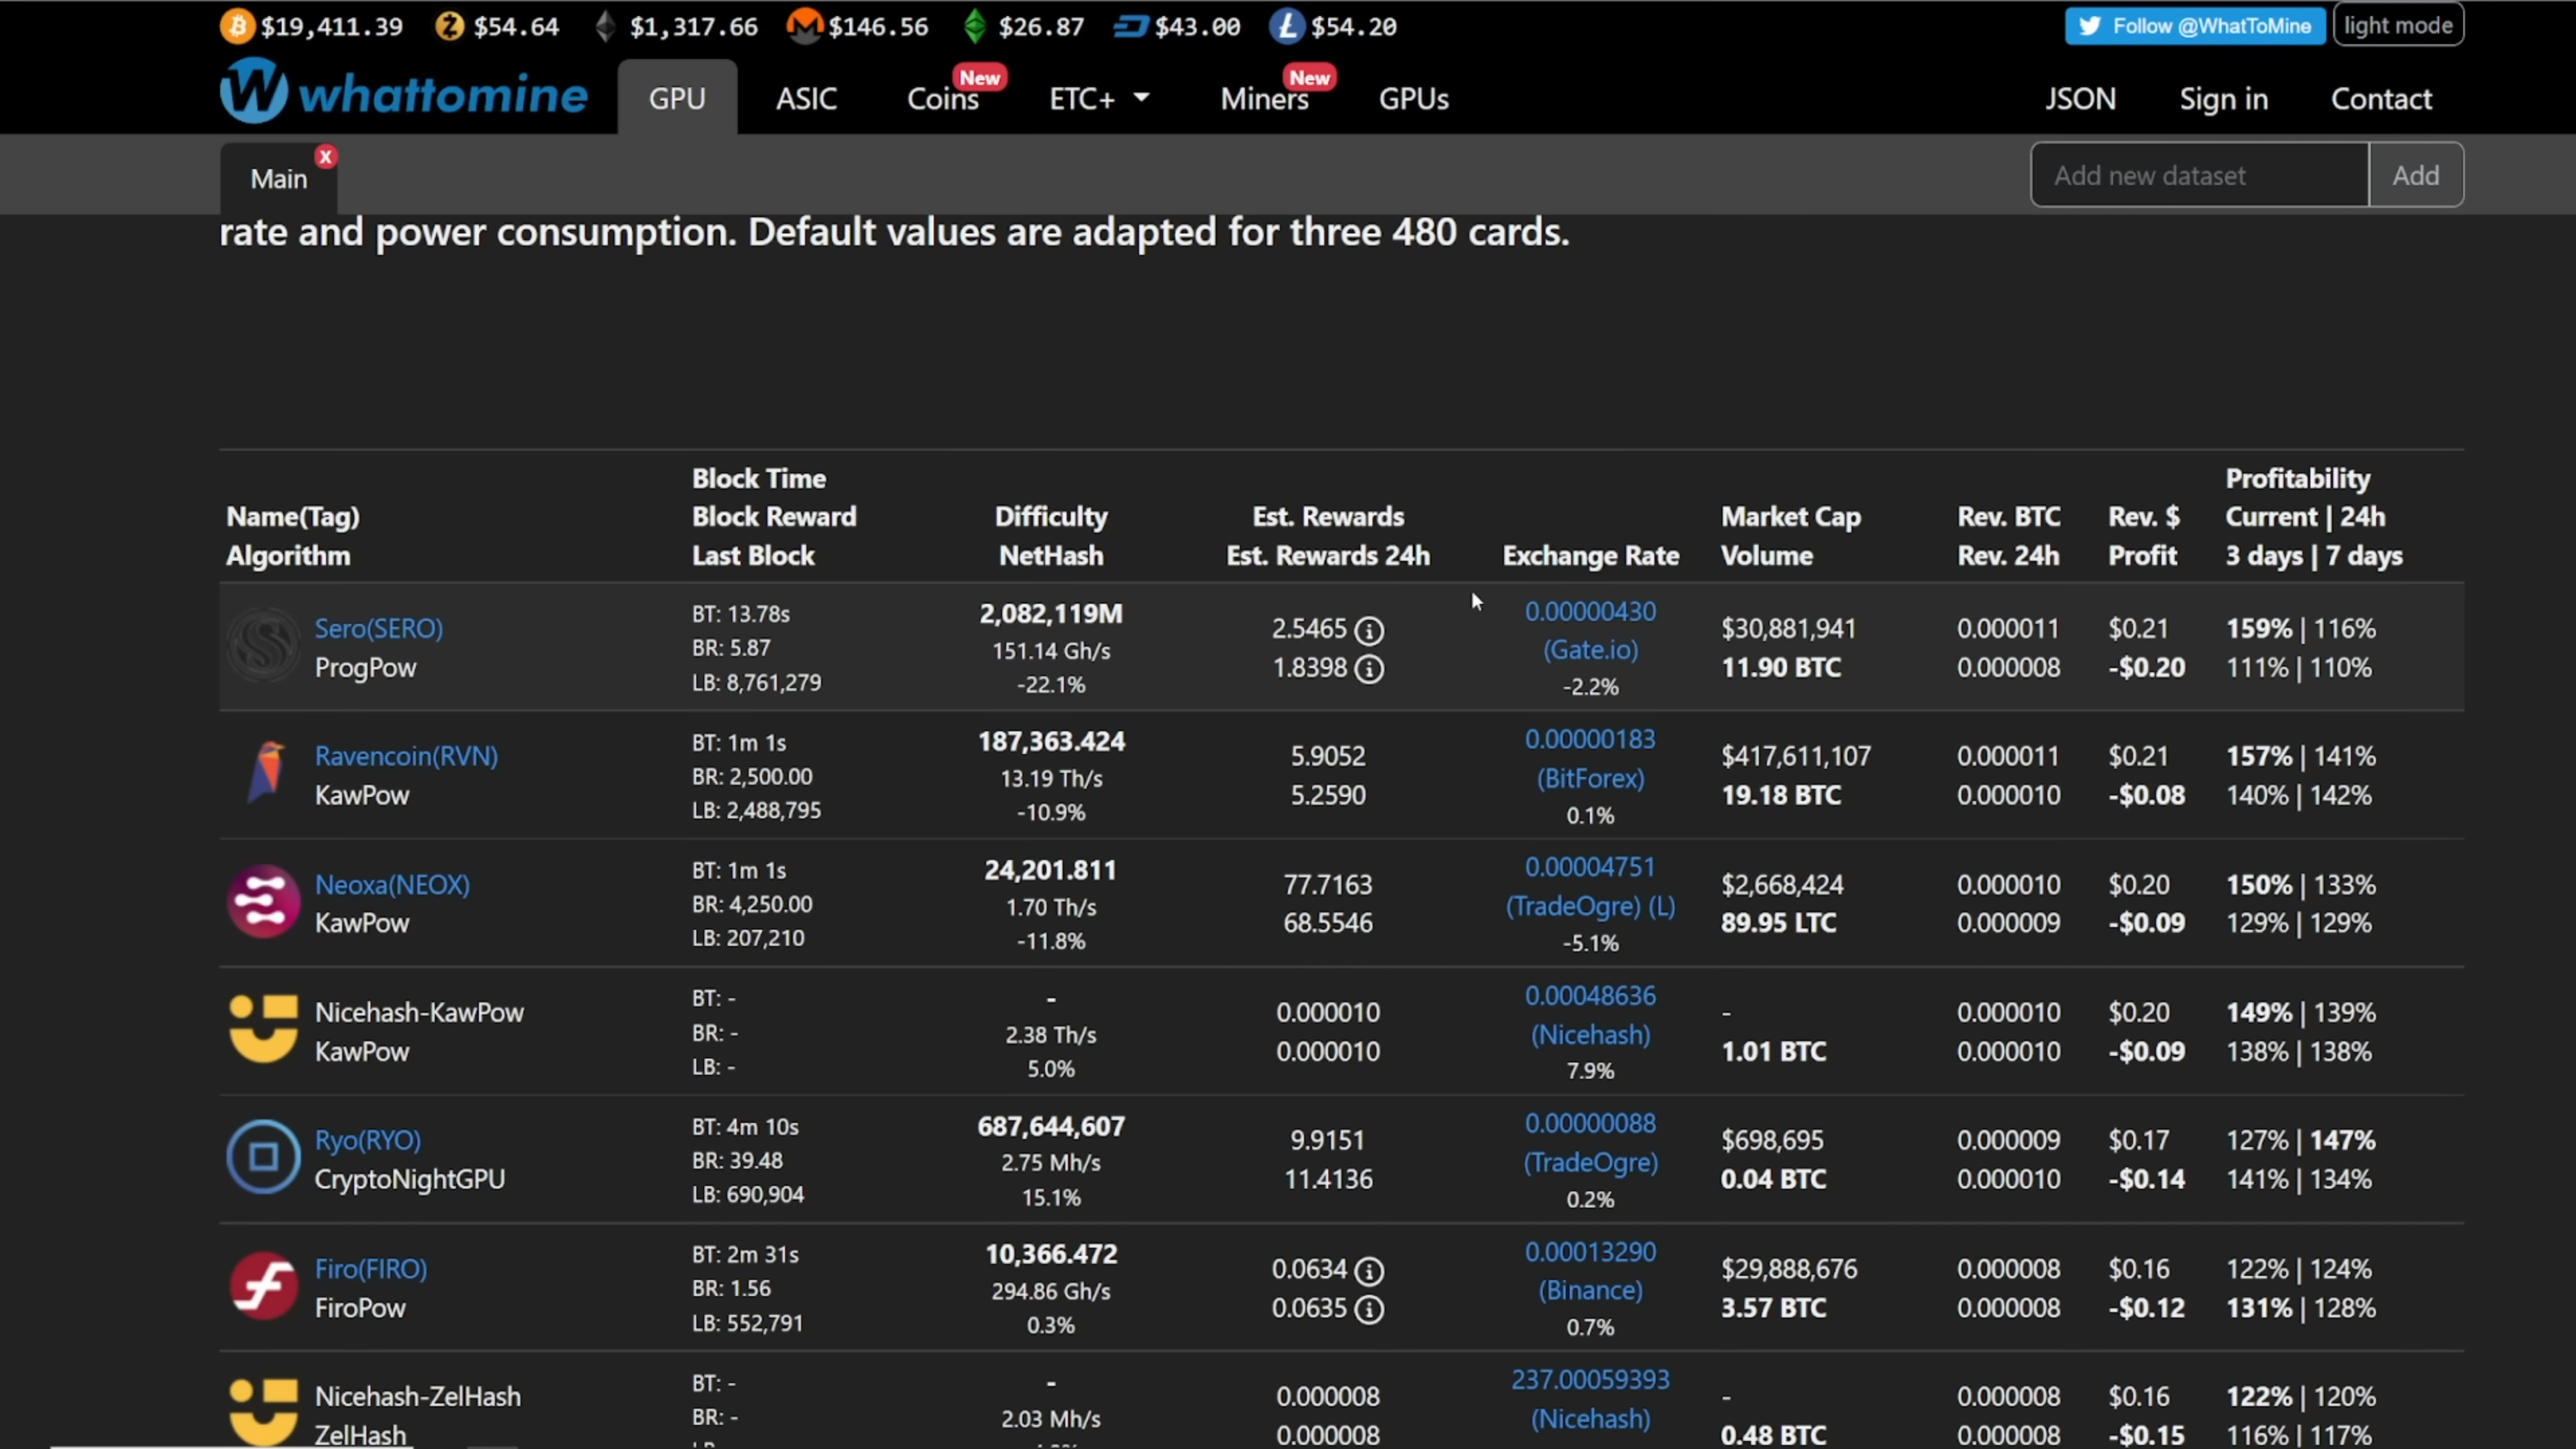 $19,411.39 $54.64 $1,317.66 $146.56 $26.87 $43.00 $54.20 Follow @WhatToMine light mode
whattomine GPU ASIC Coins New ETC+ Miners New GPUs JSON Sign in Contact
Main x Add new dataset Add
rate and power consumption. Default values are adapted for three 480 cards.
Block Time Profitability
Name(Tag) Block Reward Difficulty Est. Rewards Market Cap Rev. BTC Rev. $ Current | 24h
Algorithm Last Block NetHash Est. Rewards 24h Exchange Rate Volume Rev. 24h Profit 3 days | 7 days
Sero(SERO) BT: 13.78s 2,082,119M 2.5465 0.00000430 $30,881,941 0.000011 $0.21 159% | 116%
ProgPow BR: 5.87 151.14 Gh/s 1.8398 (Gate.io) 11.90 BTC 0.000008 -$0.20 111% | 110%
LB: 8,761,279 -22.1% -2.2%
Ravencoin(RVN) BT: 1m 1s 187,363.424 5.9052 0.00000183 $417,611,107 0.000011 $0.21 157% | 141%
KawPow BR: 2,500.00 13.19 Th/s 5.2590 (BitForex) 19.18 BTC 0.000010 -$0.08 140% | 142%
LB: 2,488,795 -10.9% 0.1%
Neoxa(NEOX) BT: 1m 1s 24,201.811 77.7163 0.00004751 $2,668,424 0.000010 $0.20 150% | 133%
KawPow BR: 4,250.00 1.70 Th/s 68.5546 (TradeOgre) (L) 89.95 LTC 0.000009 -$0.09 129% | 129%
LB: 207,210 -11.8% -5.1%
Nicehash-KawPow BT: - - 0.000010 0.00048636 - 0.000010 $0.20 149% | 139%
KawPow BR: - 2.38 Th/s 0.000010 (Nicehash) 1.01 BTC 0.000010 -$0.09 138% | 138%
LB: - 5.0% 7.9%
Ryo(RYO) BT: 4m 10s 687,644,607 9.9151 0.00000088 $698,695 0.000009 $0.17 127% | 147%
CryptoNightGPU BR: 39.48 2.75 Mh/s 11.4136 (TradeOgre) 0.04 BTC 0.000010 -$0.14 141% | 134%
LB: 690,904 15.1% 0.2%
Firo(FIRO) BT: 2m 31s 10,366.472 0.0634 0.00013290 $29,888,676 0.000008 $0.16 122% | 124%
FiroPow BR: 1.56 294.86 Gh/s 0.0635 (Binance) 3.57 BTC 0.000008 -$0.12 131% | 128%
LB: 552,791 0.3% 0.7%
Nicehash-ZelHash BT: - - 0.000008 237.00059393 - 0.000008 $0.16 122% | 120%
ZelHash BR: - 2.03 Mh/s 0.000008 (Nicehash) 0.48 BTC 0.000008 -$0.15 116% | 117%